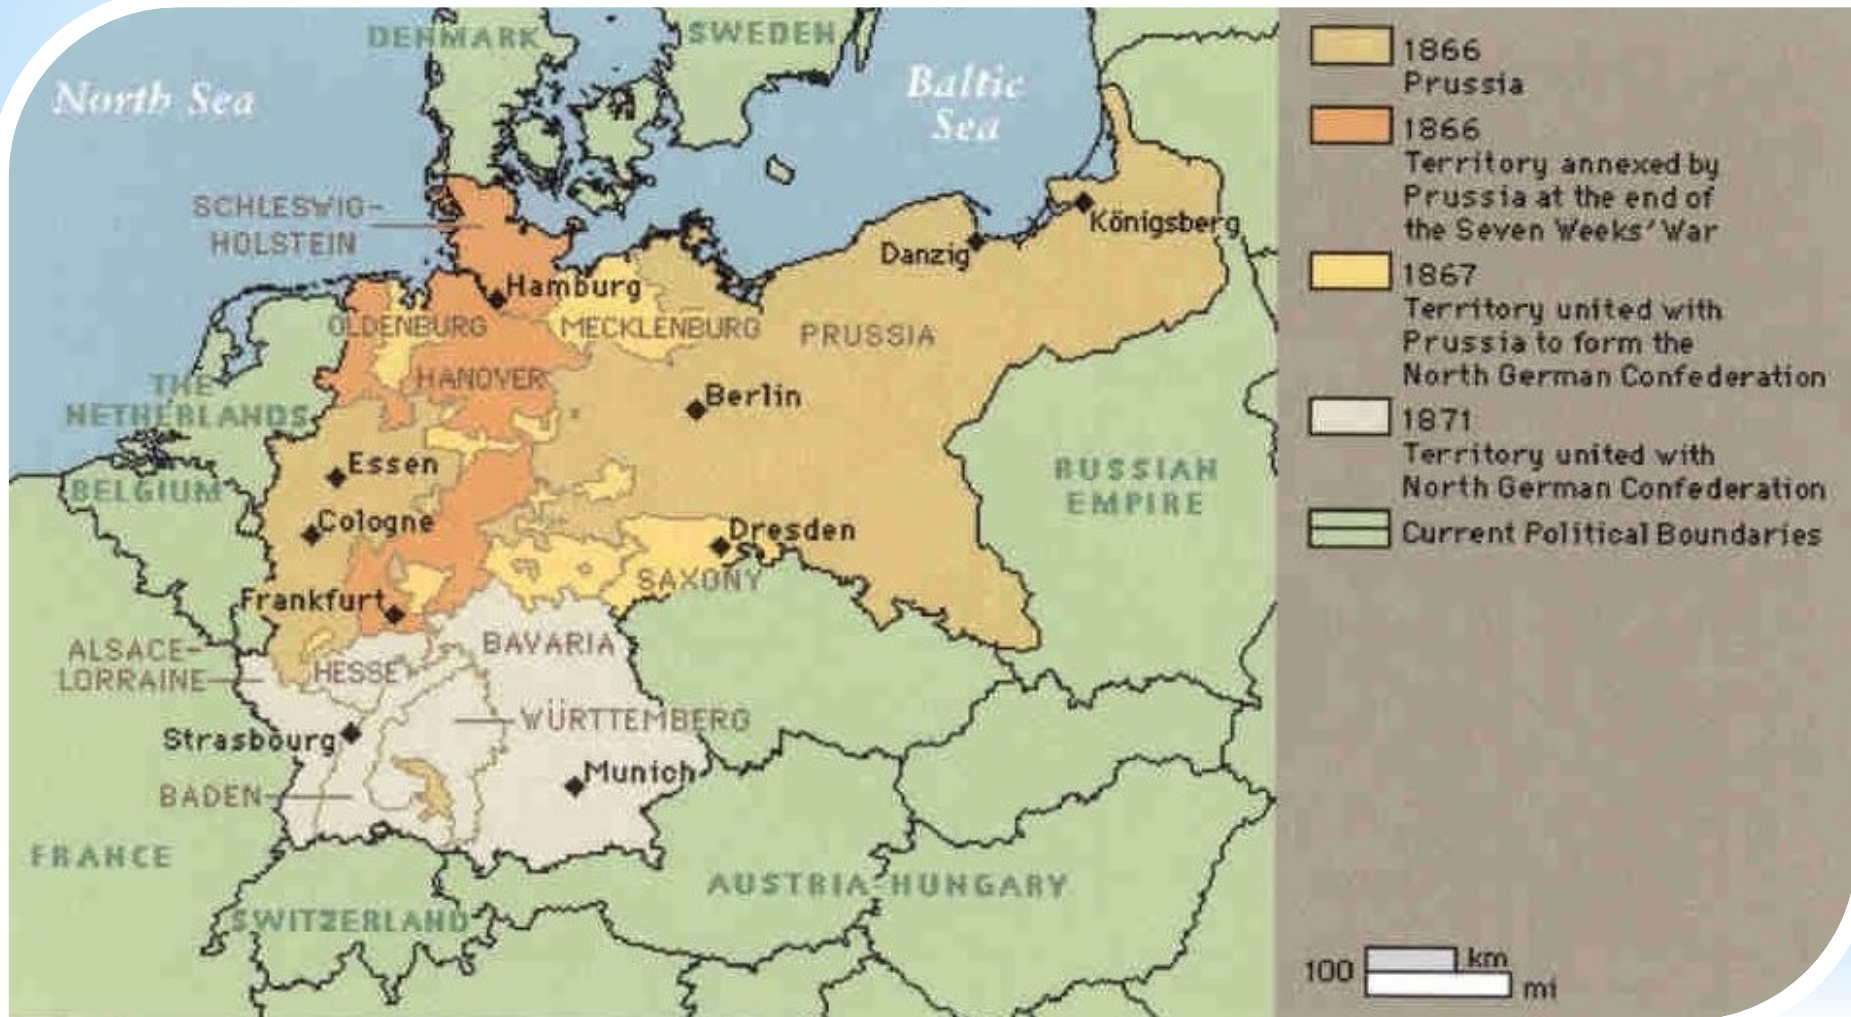 DENMARK
SWEDEN
North Sea
Baltic
Sea
SCHLESWIG-
HOLSTEIN
Königsberg
Danzig
Hamburg
OLDENBURG
MECKLENBURG
PRUSSIA
HANOVER
THE
NETHERLANDS
Berlin
Essen
BELGIUM
RUSSIAN
EMPIRE
Cologne
Dresden
SAXONY
Frankfurt
ALSACE-
LORRAINE
HESSE
BAVARIA
WÜRTTEMBERG
Strasbourg
Munich
BADEN
FRANCE
AUSTRIA-HUNGARY
SWITZERLAND
1866
Prussia
1866
Territory annexed by
Prussia at the end of
the Seven Weeks' War
1867
Territory united with
Prussia to form the
North German Confederation
1871
Territory united with
North German Confederation
Current Political Boundaries
100 km
mi